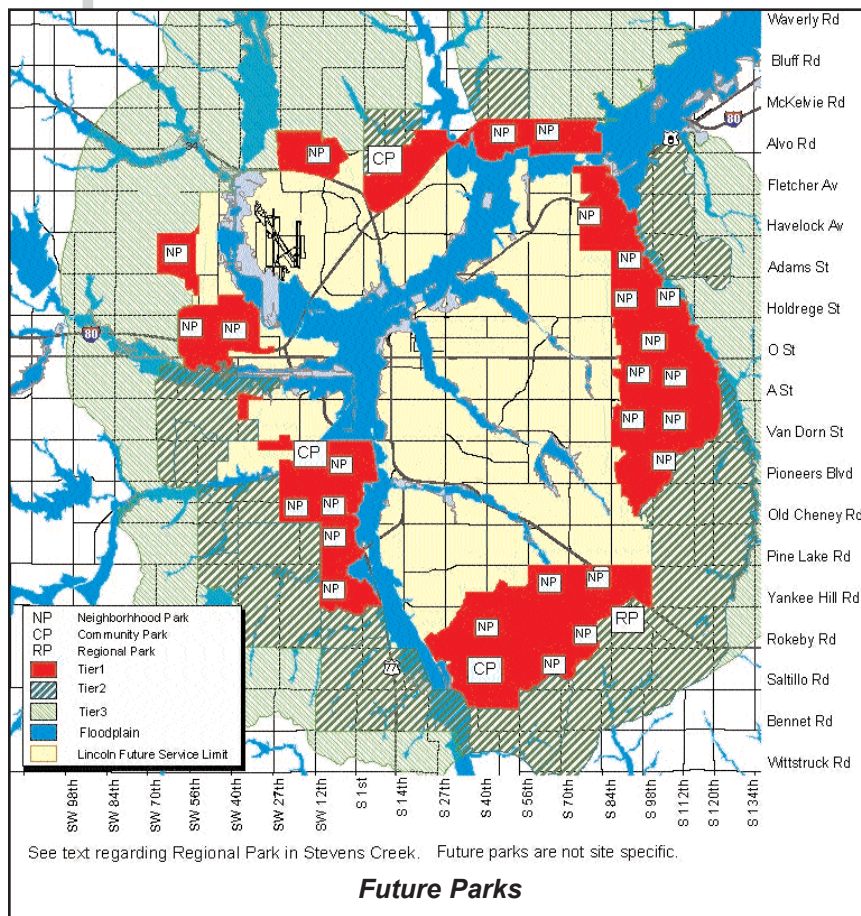 Waverly Rd
Bluff Rd
McKelvie Rd
80
Alvo Rd
Fletcher Av
Havelock Av
Adams St
Holdrege St
O St
A St
Van Dorn St
Pioneers Blvd
Old Cheney Rd
Pine Lake Rd
Yankee Hill Rd
Rokeby Rd
Saltillo Rd
Bennet Rd
Wittstruck Rd
34
6
NP
NP
NP
CP
NP
NP
NP
NP
NP
NP
NP
80
NP
NP
NP
NP
NP
NP
CP
NP
NP
NP
NP
NP
NP
NP
NP
RP
NP
NP
CP
NP
77
NP Neighborhhood Park
CP Community Park
RP Regional Park
Tier1
Tier2
Tier3
Floodplain
Lincoln Future Service Limit
SW 98th
SW 84th
SW 70th
SW 56th
SW 40th
SW 27th
SW 12th
S 1st
S 14th
S 27th
S 40th
S 56th
S 70th
S 84th
S 98th
S 112th
S 120th
S 134th
See text regarding Regional Park in Stevens Creek. Future parks are not site specific.
Future Parks